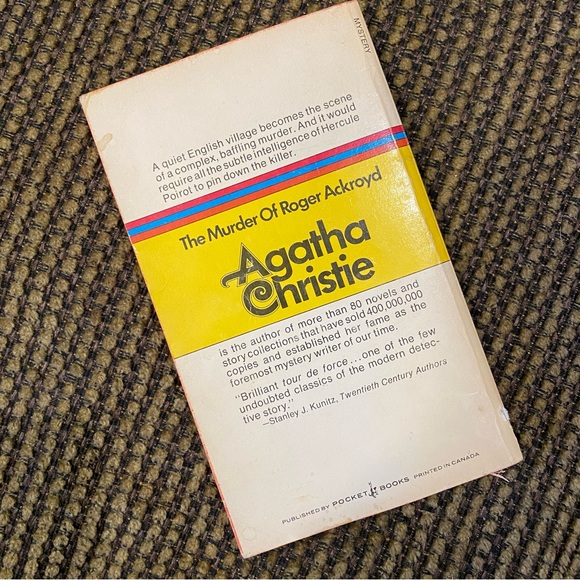 MYSTERY
A quiet English village becomes the scene
of a complex, baffling murder. And it would
require all the subtle intelligence of Hercule
Poirot to pin down the killer.
The Murder Of Roger Ackroyd
Agatha
Christie
is the author of more than 80 novels and
story collections that have sold 400,000,000
copies and established her fame as the
foremost mystery writer of our time.
"Brilliant tour de force...one of the few
undoubted classics of the modern detec-
tive story."
—Stanley J. Kunitz, Twentieth Century Authors
PUBLISHED BY POCKET BOOKS PRINTED IN CANADA